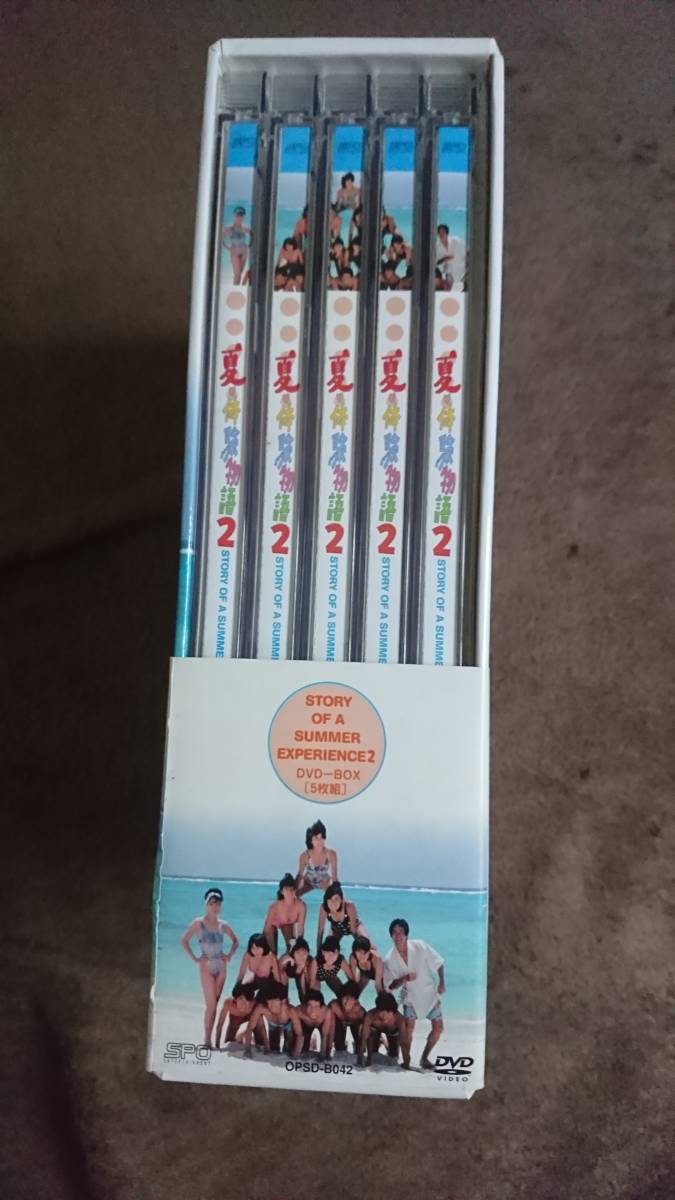 夏・体験物語2 STORY OF A SUMME
夏・体験物語2 STORY OF A SUMME
夏・体験物語2 STORY OF A SUMME
夏・体験物語2 STORY OF A SUMME
夏・体験物語2 STORY OF A SUMME
STORY
OF A
SUMMER
EXPERIENCE2
DVD-BOX
[5枚組]
SPO
ENTERTAINMENT
OPSD-B042
DVD
VIDEO